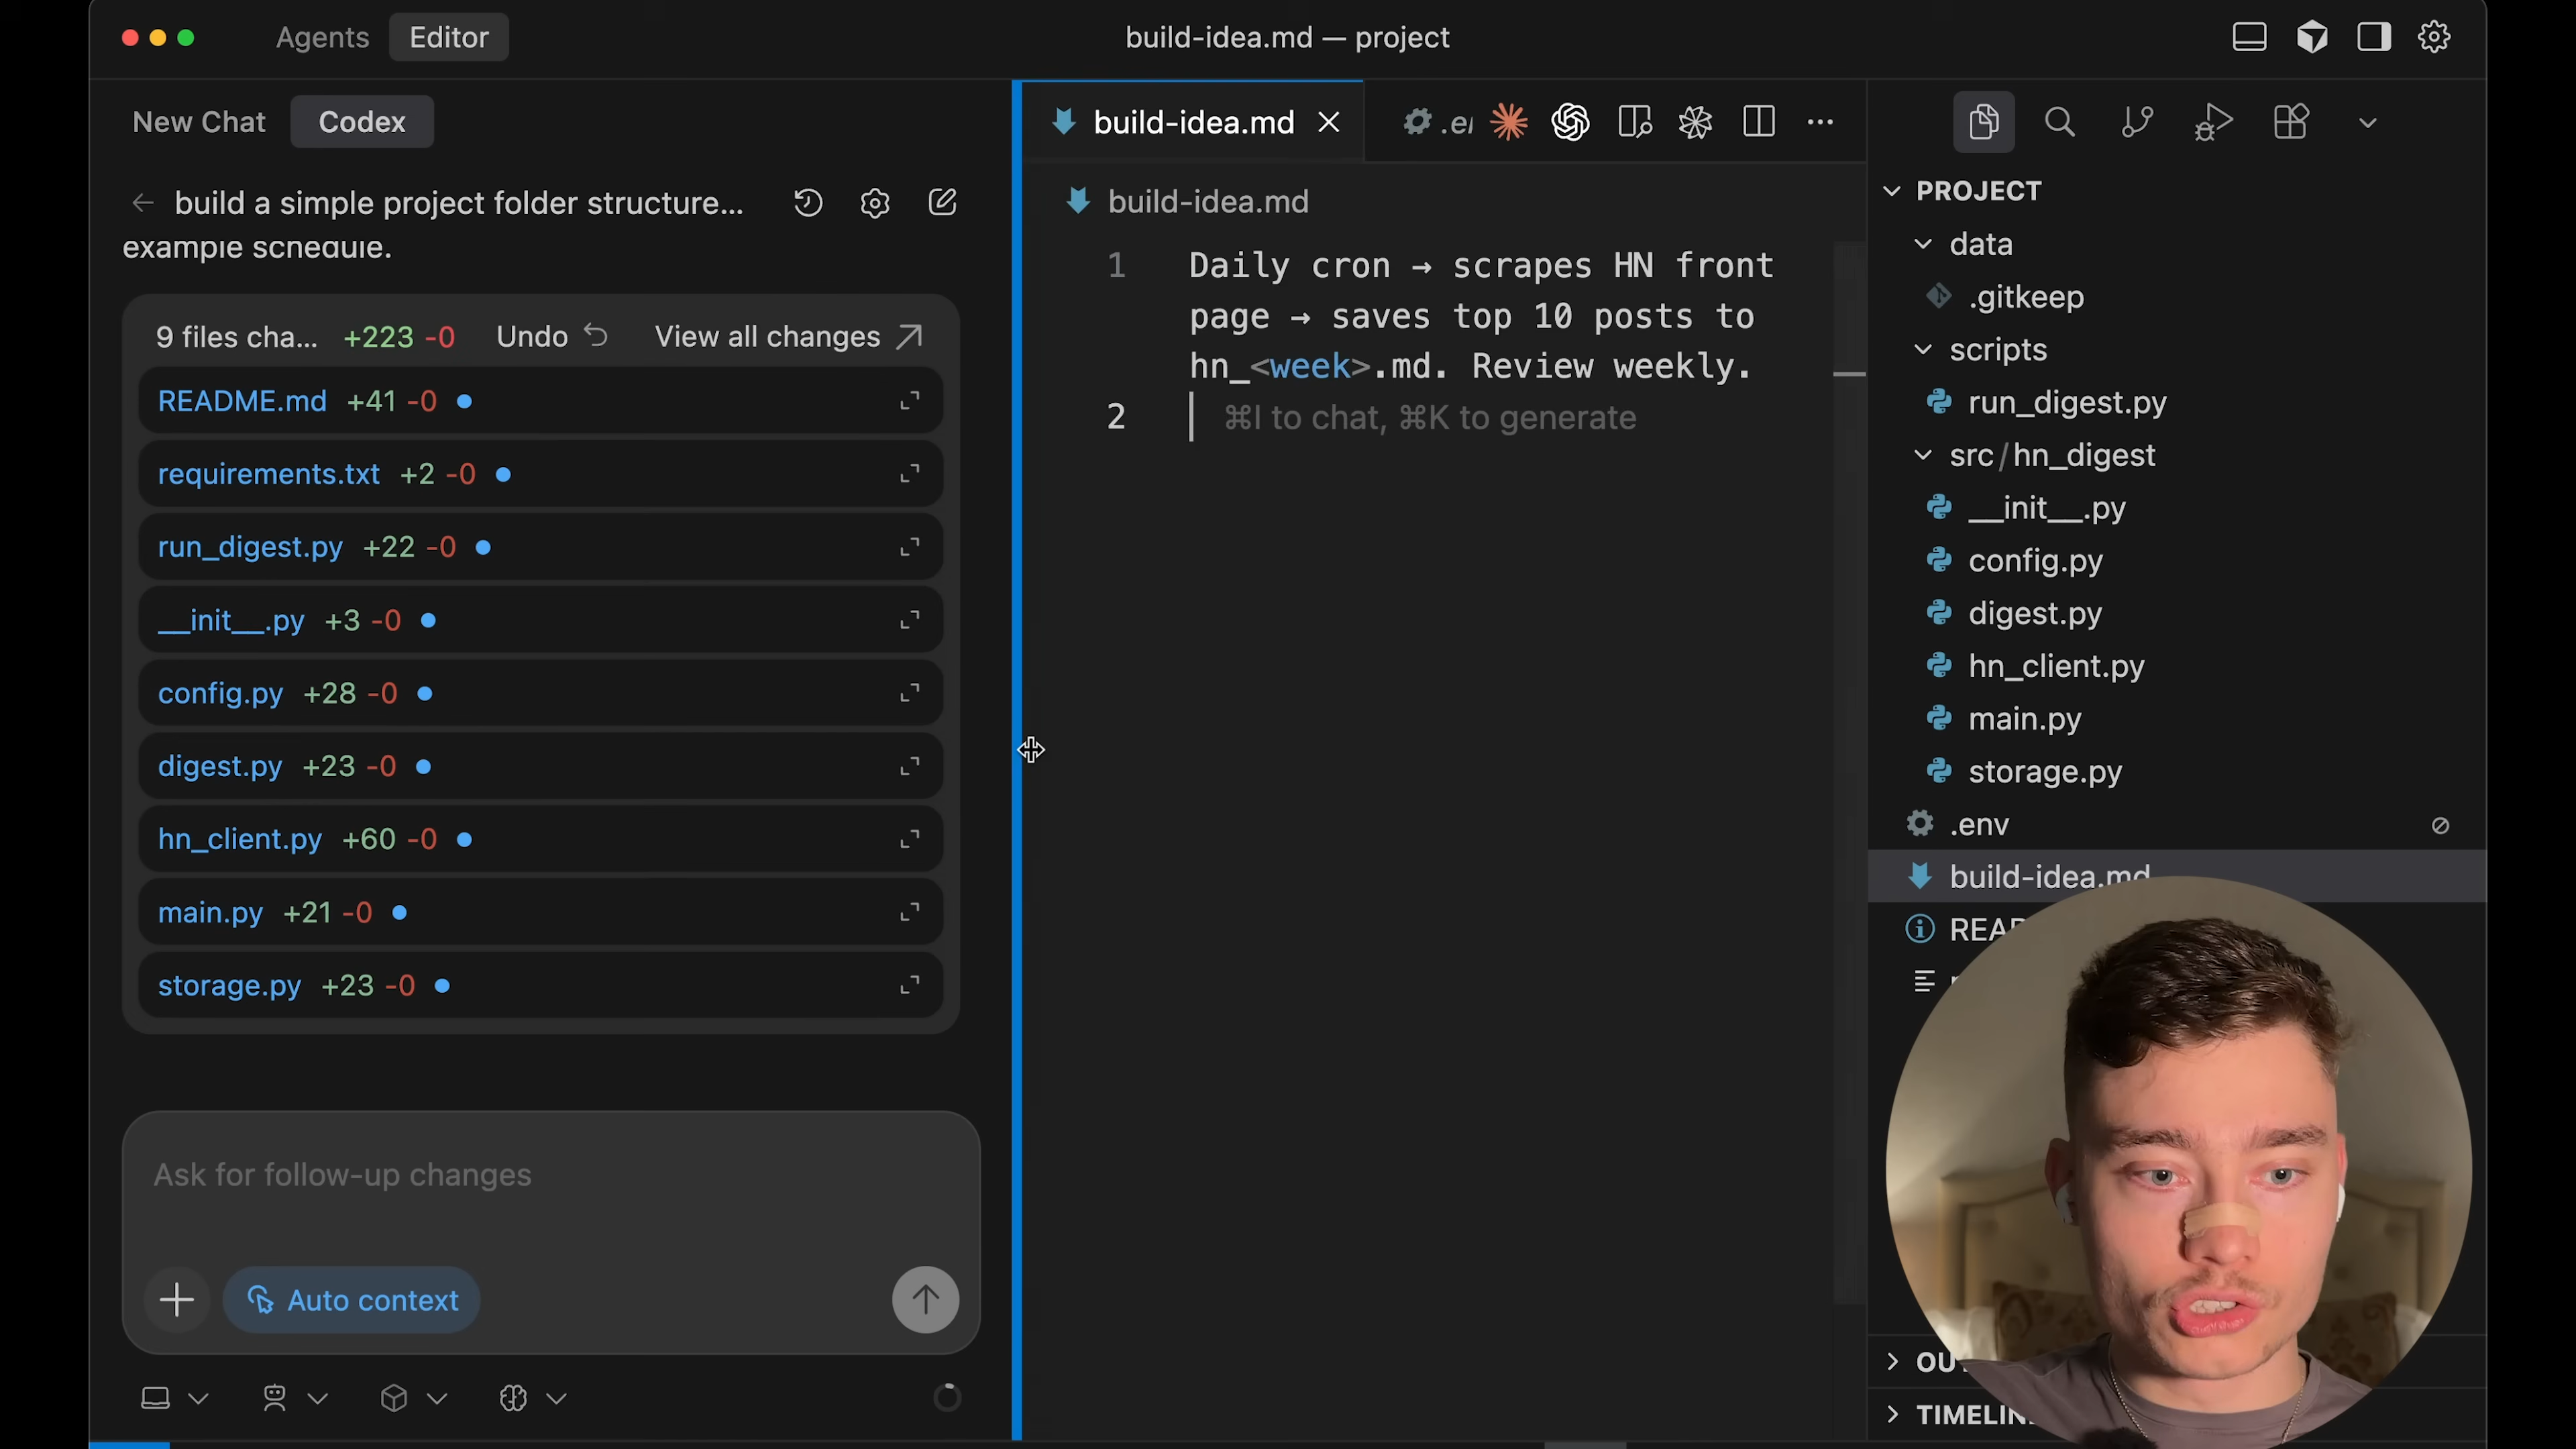 Agents Editor
build-idea.md — project
New Chat Codex
build a simple project folder structure...
example schedule.
9 files cha... +223 -0 Undo View all changes
README.md +41 -0
requirements.txt +2 -0
run_digest.py +22 -0
__init__.py +3 -0
config.py +28 -0
digest.py +23 -0
hn_client.py +60 -0
main.py +21 -0
storage.py +23 -0
Ask for follow-up changes
Auto context
build-idea.md
build-idea.md
1 Daily cron → scrapes HN front
page → saves top 10 posts to
hn_<week>.md. Review weekly.
2 ⌘I to chat, ⌘K to generate
PROJECT
data
.gitkeep
scripts
run_digest.py
src/hn_digest
__init__.py
config.py
digest.py
hn_client.py
main.py
storage.py
.env
build-idea.md